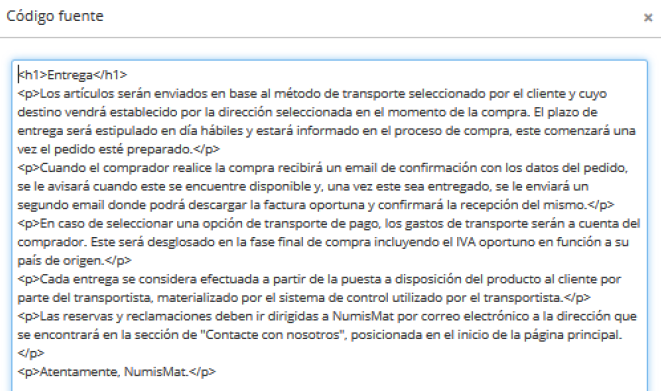 Código fuente
×
<h1>Entrega</h1>
<p>Los artículos serán enviados en base al método de transporte seleccionado por el cliente y cuyo
destino vendrá establecido por la dirección seleccionada en el momento de la compra. El plazo de
entrega será estipulado en día hábiles y estará informado en el proceso de compra, este comenzará una
vez el pedido esté preparado.</p>
<p>Cuando el comprador realice la compra recibirá un email de confirmación con los datos del pedido,
se le avisará cuando este se encuentre disponible y, una vez este sea entregado, se le enviará un
segundo email donde podrá descargar la factura oportuna y confirmará la recepción del mismo.</p>
<p>En caso de seleccionar una opción de transporte de pago, los gastos de transporte serán a cuenta del
comprador. Este será desglosado en la fase final de compra incluyendo el IVA oportuno en función a su
país de origen.</p>
<p>Cada entrega se considera efectuada a partir de la puesta a disposición del producto al cliente por
parte del transportista, materializado por el sistema de control utilizado por el transportista.</p>
<p>Las reservas y reclamaciones deben ir dirigidas a NumisMat por correo electrónico a la dirección que
se encontrará en la sección de "Contacte con nosotros", posicionada en el inicio de la página principal.
</p>
<p>Atentamente, NumisMat.</p>